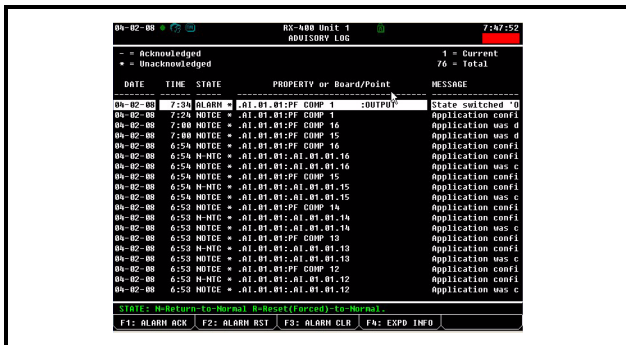 04-02-08 RX-400 Unit 1 7:47:52
ADVISORY LOG
- = Acknowledged 1 = Current
* = Unacknowledged 76 = Total
DATE TIME STATE PROPERTY or Board/Point MESSAGE
04-02-08 7:34 ALARM * .AI.01.01:PF COMP 1 :OUTPUT State switched 'O
04-02-08 7:24 NOTCE * .AI.01.01:PF COMP 1 Application confi
04-02-08 7:00 NOTCE * .AI.01.01:PF COMP 16 Application was d
04-02-08 7:00 NOTCE * .AI.01.01:PF COMP 15 Application was d
04-02-08 6:54 NOTCE * .AI.01.01:PF COMP 16 Application confi
04-02-08 6:54 N-NTC * .AI.01.01:.AI.01.01.16 Application confi
04-02-08 6:54 NOTCE * .AI.01.01:.AI.01.01.16 Application was c
04-02-08 6:54 NOTCE * .AI.01.01:PF COMP 15 Application confi
04-02-08 6:54 N-NTC * .AI.01.01:.AI.01.01.15 Application confi
04-02-08 6:54 NOTCE * .AI.01.01:.AI.01.01.15 Application was c
04-02-08 6:53 NOTCE * .AI.01.01:PF COMP 14 Application confi
04-02-08 6:53 N-NTC * .AI.01.01:.AI.01.01.14 Application confi
04-02-08 6:53 NOTCE * .AI.01.01:.AI.01.01.14 Application was c
04-02-08 6:53 NOTCE * .AI.01.01:PF COMP 13 Application confi
04-02-08 6:53 N-NTC * .AI.01.01:.AI.01.01.13 Application confi
04-02-08 6:53 NOTCE * .AI.01.01:.AI.01.01.13 Application was c
04-02-08 6:53 NOTCE * .AI.01.01:PF COMP 12 Application confi
04-02-08 6:53 N-NTC * .AI.01.01:.AI.01.01.12 Application confi
04-02-08 6:53 NOTCE * .AI.01.01:.AI.01.01.12 Application was c
STATE: N=Return-to-Normal R=Reset(Forced)-to-Normal.
F1: ALARM ACK F2: ALARM RST F3: ALARM CLR F4: EXPD INFO